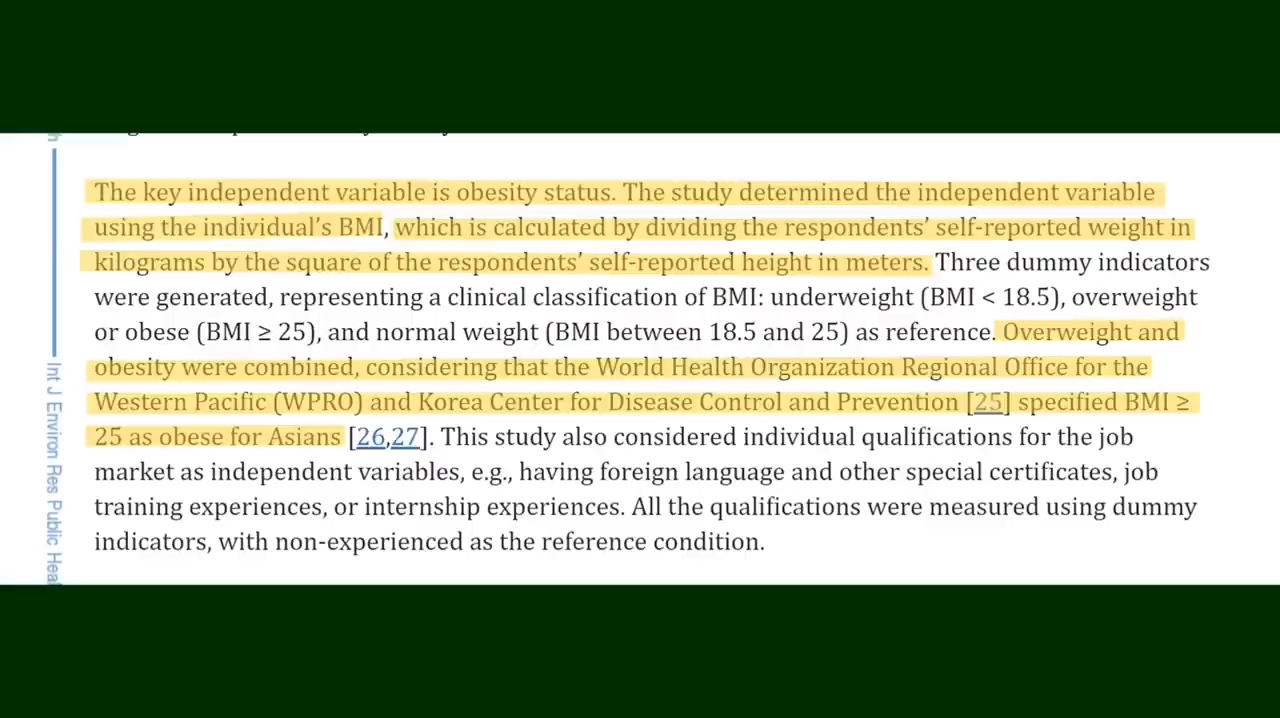 The key independent variable is obesity status. The study determined the independent variable
using the individual’s BMI, which is calculated by dividing the respondents’ self-reported weight in
kilograms by the square of the respondents’ self-reported height in meters. Three dummy indicators
were generated, representing a clinical classification of BMI: underweight (BMI < 18.5), overweight
or obese (BMI ≥ 25), and normal weight (BMI between 18.5 and 25) as reference. Overweight and
obesity were combined, considering that the World Health Organization Regional Office for the
Western Pacific (WPRO) and Korea Center for Disease Control and Prevention [25] specified BMI ≥
25 as obese for Asians [26,27]. This study also considered individual qualifications for the job
market as independent variables, e.g., having foreign language and other special certificates, job
training experiences, or internship experiences. All the qualifications were measured using dummy
indicators, with non-experienced as the reference condition.
Int J Environ Res Public Heal